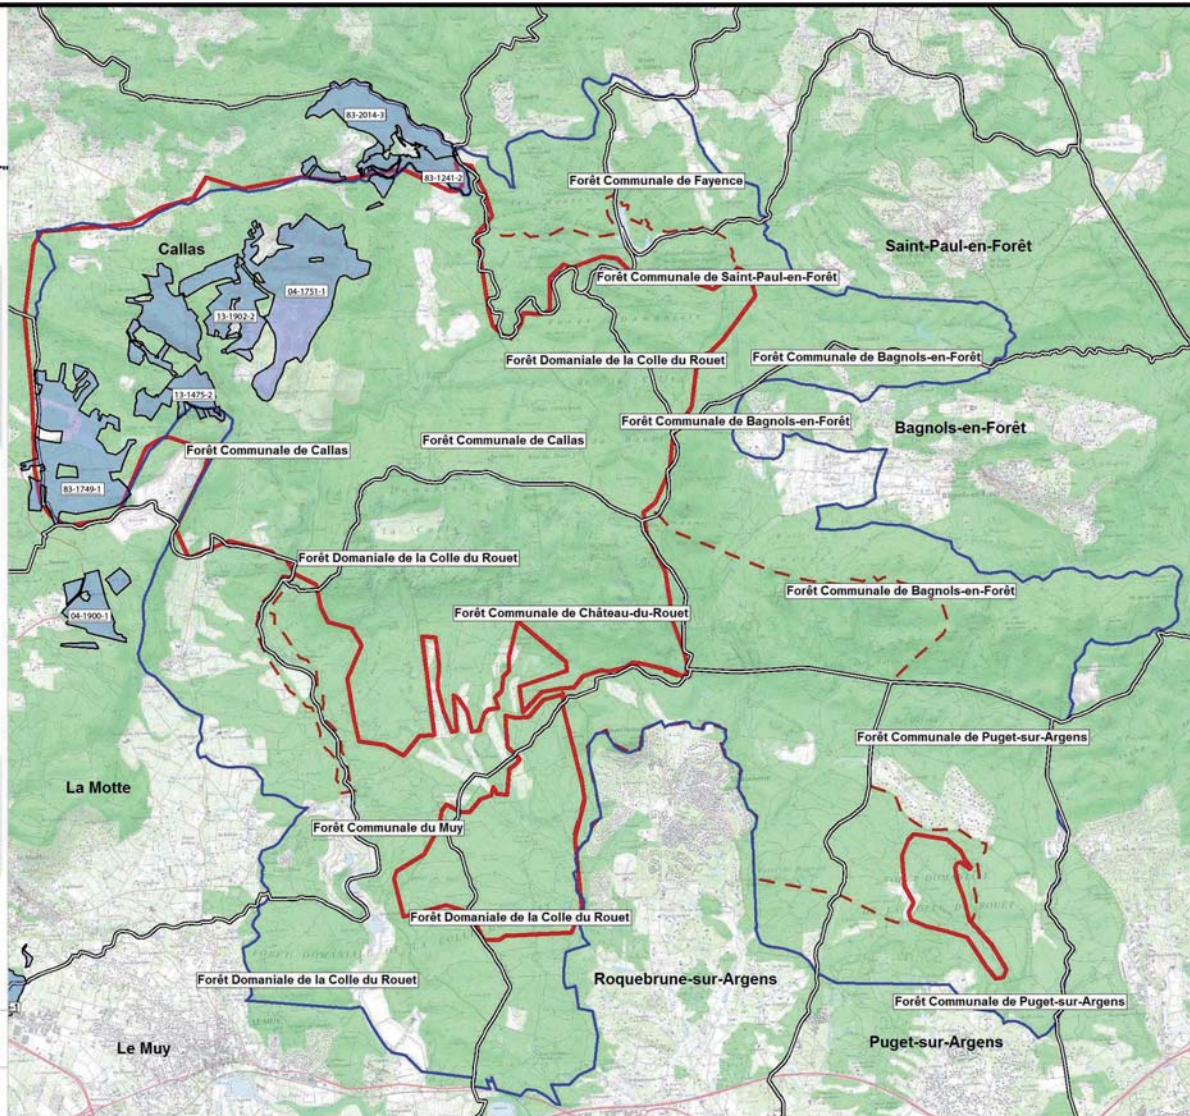 83-2014-3
83-1241-2
Forêt Communale de Fayence
Callas
Saint-Paul-en-Forêt
Forêt Communale de Saint-Paul-en-Forêt
04-1751-1
13-1902-2
Forêt Domaniale de la Colle du Rouet
Forêt Communale de Bagnols-en-Forêt
13-1475-2
Forêt Communale de Bagnols-en-Forêt
Bagnols-en-Forêt
Forêt Communale de Callas
Forêt Communale de Callas
83-1749-1
Forêt Domaniale de la Colle du Rouet
Forêt Communale de Bagnols-en-Forêt
04-1900-1
Forêt Communale de Château-du-Rouet
Forêt Communale de Puget-sur-Argens
La Motte
Forêt Communale du Muy
Forêt Domaniale de la Colle du Rouet
Forêt Domaniale de la Colle du Rouet
Roquebrune-sur-Argens
Forêt Communale de Puget-sur-Argens
Le Muy
Puget-sur-Argens